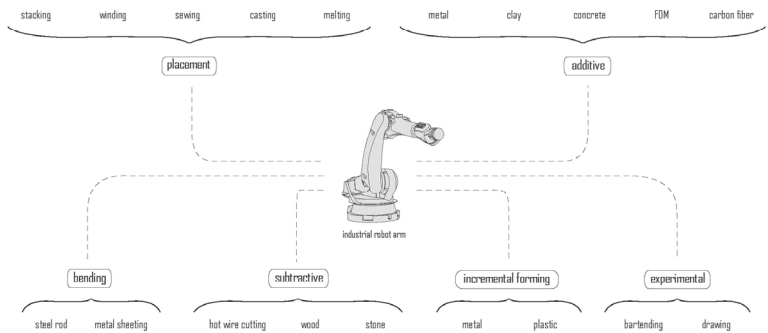 stacking winding sewing casting melting metal clay concrete FDM carbon fiber
placement additive
industrial robot arm
bending subtractive incremental forming experimental
steel rod metal sheeting hot wire cutting wood stone metal plastic bartending drawing